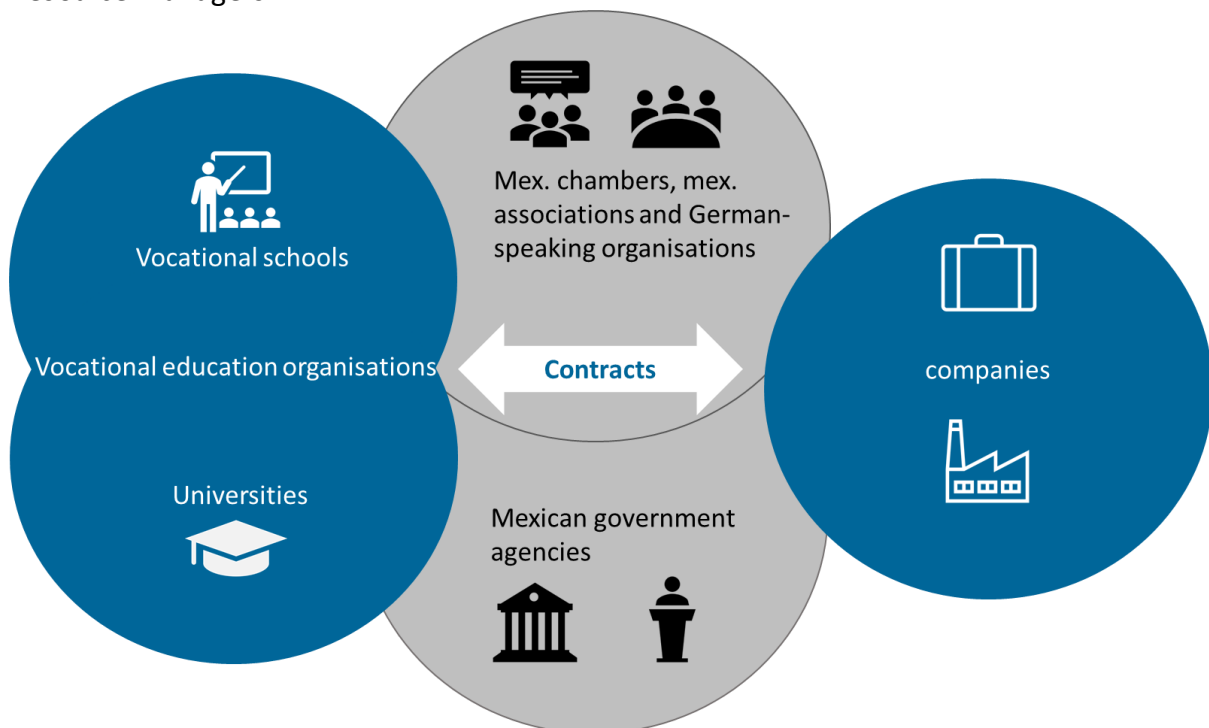 Vocational schools
Vocational education organisations
Universities
Mex. chambers, mex.
associations and German-
speaking organisations
Contracts
Mexican government
agencies
companies